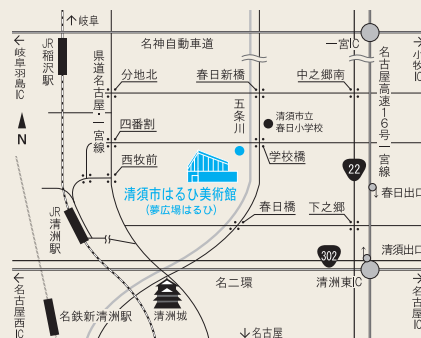 ↑岐阜
名神自動車道
一宮IC
←岐阜羽島IC
→小牧IC
JR稲沢駅
県道名古屋・一宮線
分地北
春日新橋
中之郷南
名古屋高速16号一宮線
五条川
清須市立
春日小学校
四番割
学校橋
N
西牧前
22
清須市はるひ美術館
(夢広場はるひ)
春日出口
春日橋
下之郷
JR清洲駅
302
清須出口
名二環
清洲東IC
←名古屋西IC
名鉄新清洲駅
清洲城
→名古屋IC
↓名古屋